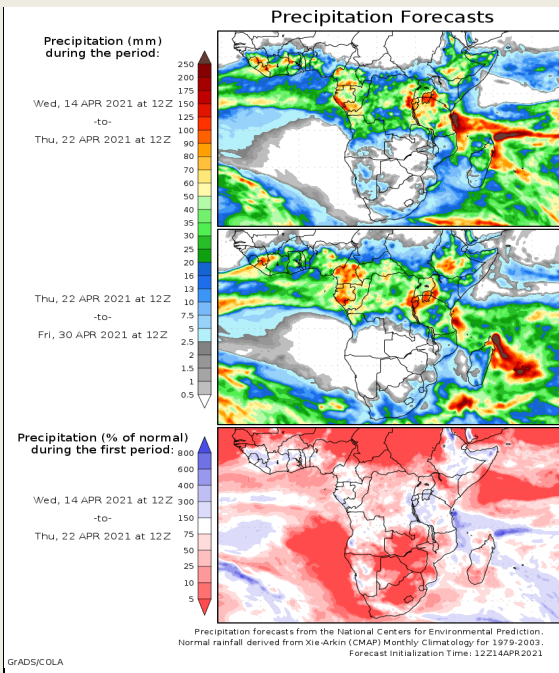 Precipitation Forecasts
Precipitation (mm)
during the period:
Wed, 14 APR 2021 at 12Z
-to-
Thu, 22 APR 2021 at 12Z
250
200
175
150
125
100
90
80
70
60
50
40
35
30
25
20
16
13
10
7.5
5
2.5
2
1.5
1
0.5
Thu, 22 APR 2021 at 12Z
-to-
Fri, 30 APR 2021 at 12Z
Precipitation (% of normal)
during the first period:
Wed, 14 APR 2021 at 12Z
-to-
Thu, 22 APR 2021 at 12Z
800
600
400
300
150
75
50
25
10
5
Precipitation forecasts from the National Centers for Environmental Prediction.
Normal rainfall derived from Xie-Arkin (CMAP) Monthly Climatology for 1979-2003.
Forecast Initialization Time: 12Z14APR2021
GrADS/COLA